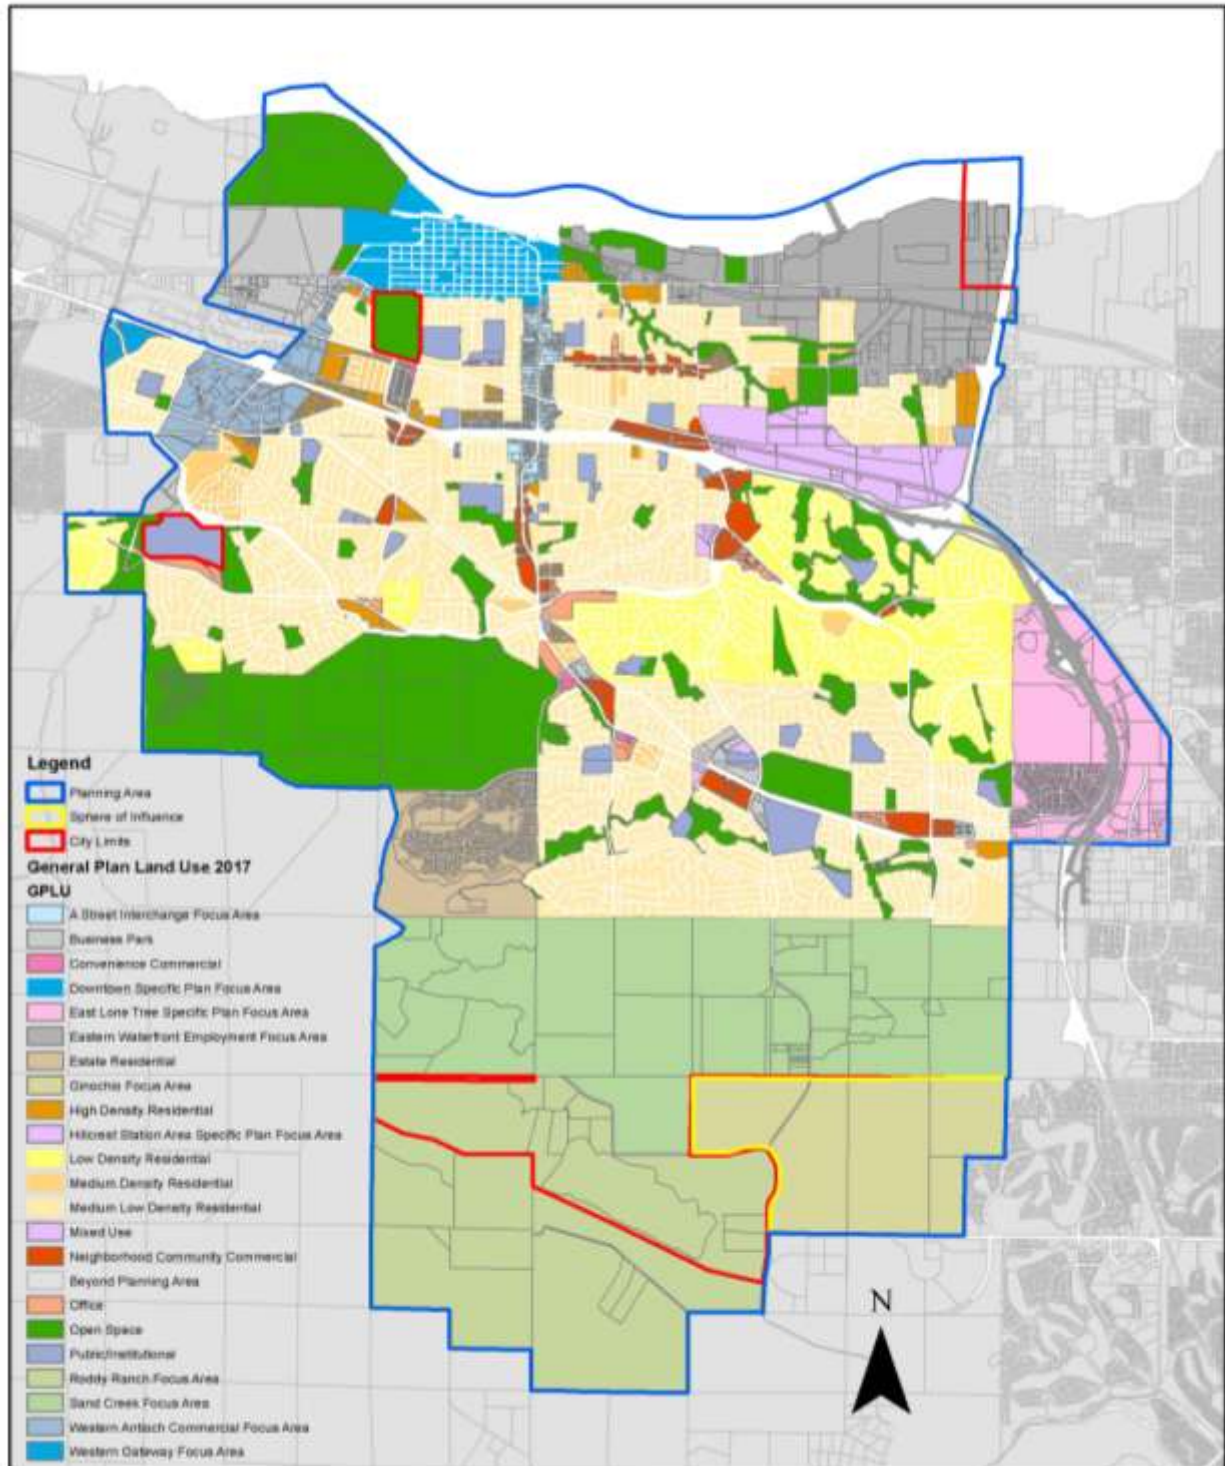 N
Legend
Planning Area
Sphere of Influence
City Limits
General Plan Land Use 2017
GPLU
A Street Interchange Focus Area
Business Park
Convenience Commercial
Downtown Specific Plan Focus Area
East Lone Tree Specific Plan Focus Area
Eastern Waterfront Employment Focus Area
Estate Residential
Ginochio Focus Area
High Density Residential
Hillcrest Station Area Specific Plan Focus Area
Low Density Residential
Medium Density Residential
Medium Low Density Residential
Mixed Use
Neighborhood Community Commercial
Beyond Planning Area
Office
Open Space
Public/Institutional
Roddy Ranch Focus Area
Sand Creek Focus Area
Western Antioch Commercial Focus Area
Western Gateway Focus Area